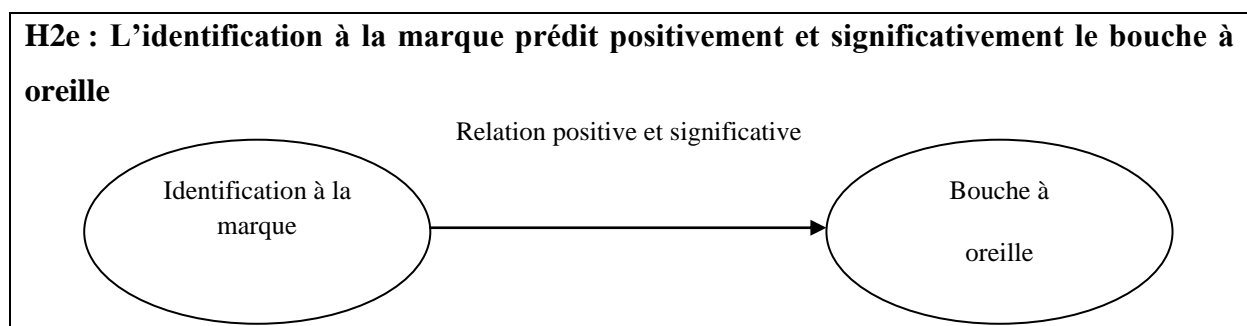 H2e : L’identification à la marque prédit positivement et significativement le bouche à
oreille
Relation positive et significative
Identification à la
marque
Bouche à
oreille